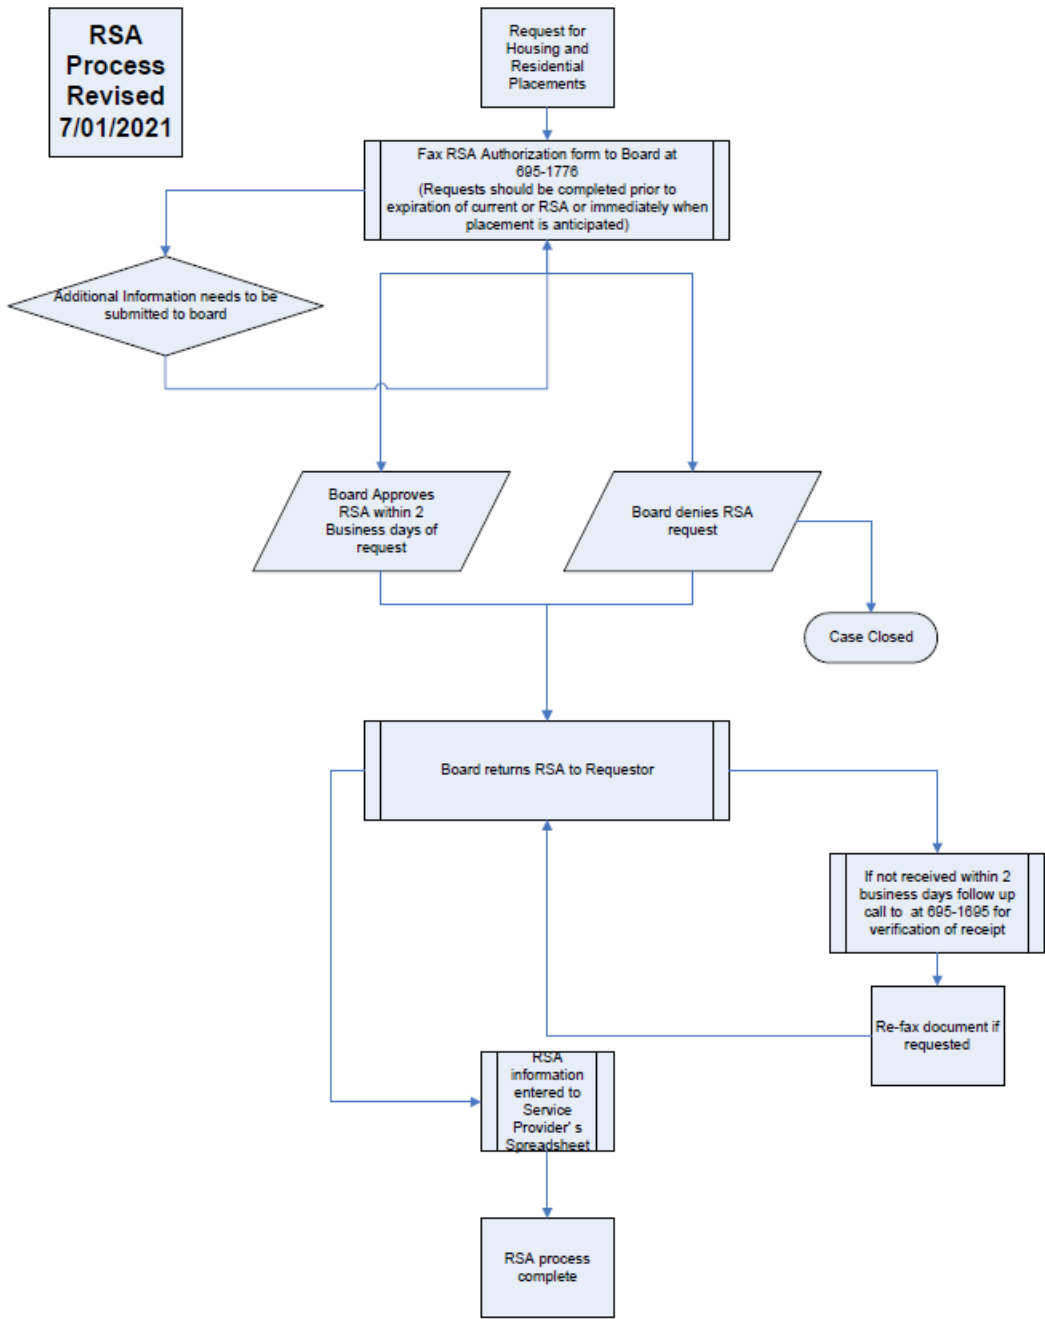 RSA
Process
Revised
7/01/2021
Request for
Housing and
Residential
Placements
Fax RSA Authorization form to Board at
695-1776
(Requests should be completed prior to
expiration of current or RSA or immediately when
placement is anticipated)
Additional Information needs to be
submitted to board
Board Approves
RSA within 2
Business days of
request
Board denies RSA
request
Case Closed
Board returns RSA to Requestor
If not received within 2
business days follow up
call to  at 695-1695 for
verification of receipt
Re-fax document if
requested
RSA
information
entered to
Service
Provider' s
Spreadsheet
RSA process
complete